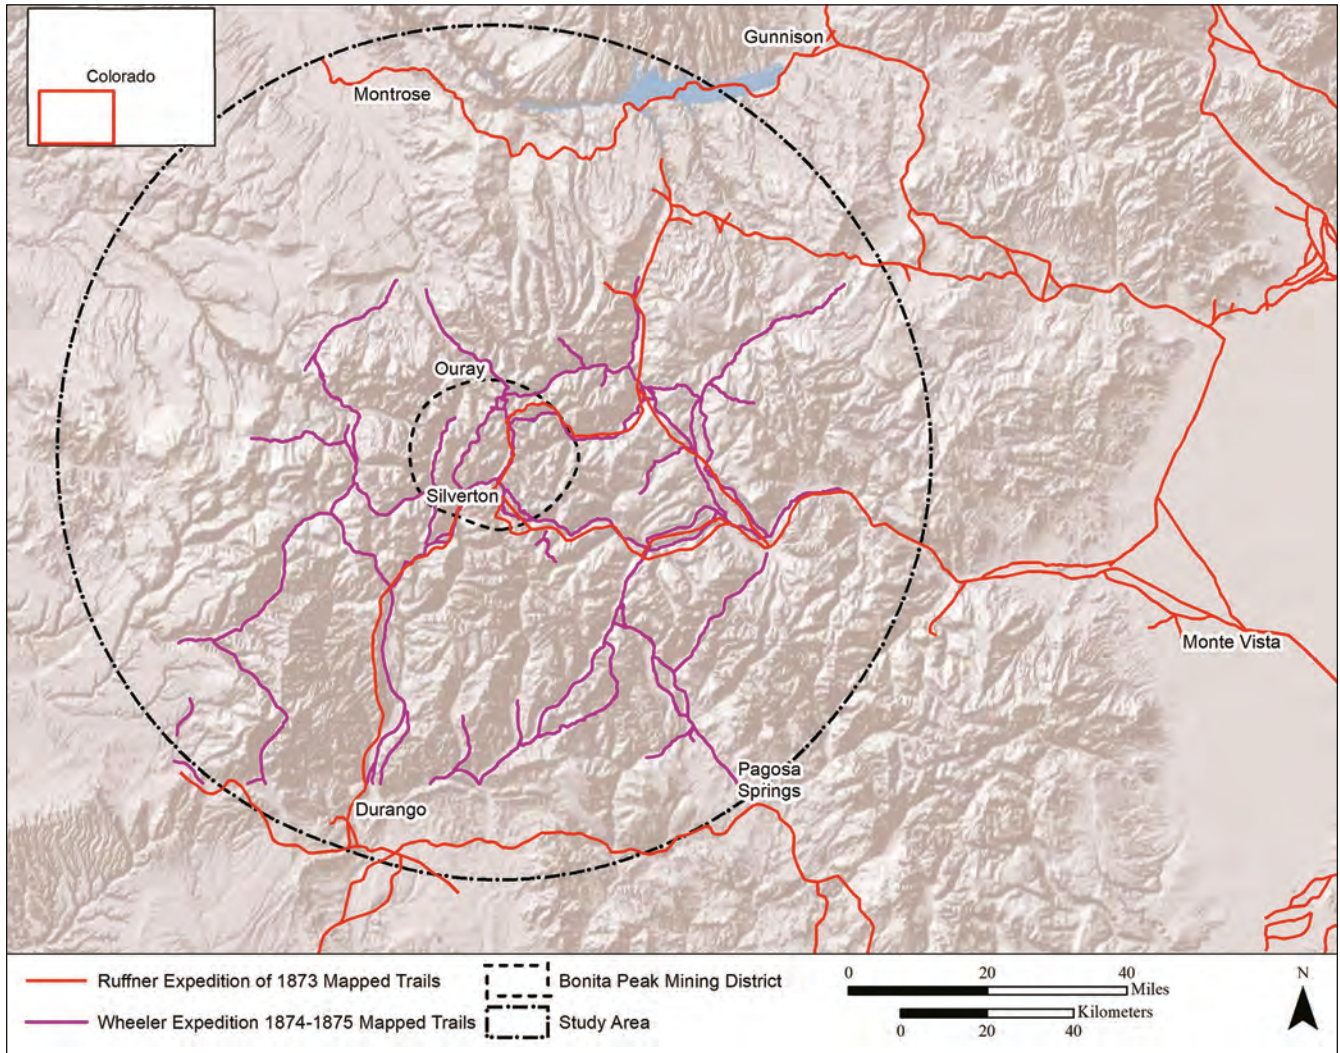 Gunnison
Colorado
Montrose
Ouray
Silverton
Monte Vista
Pagosa
Springs
Durango
Ruffner Expedition of 1873 Mapped Trails
Bonita Peak Mining District
0 20 40
Miles
N
Wheeler Expedition 1874-1875 Mapped Trails
Study Area
Kilometers
0 20 40